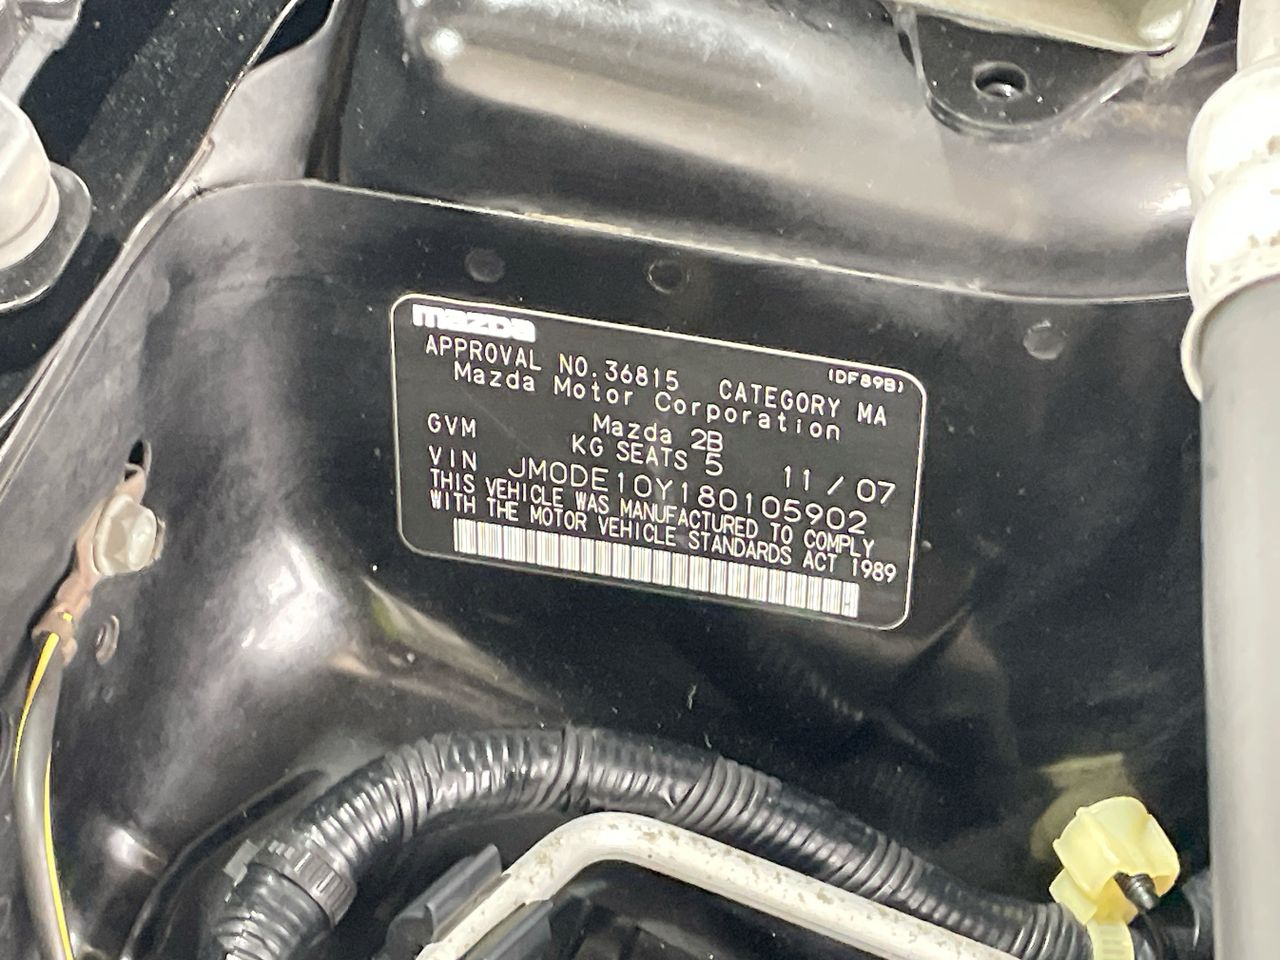 mazda
(DF89B)
APPROVAL NO.36815 CATEGORY MA
Mazda Motor Corporation
Mazda 2B
GVM KG SEATS 5 11 / 07
VIN JM0DE10Y180105902
THIS VEHICLE WAS MANUFACTURED TO COMPLY
WITH THE MOTOR VEHICLE STANDARDS ACT 1989